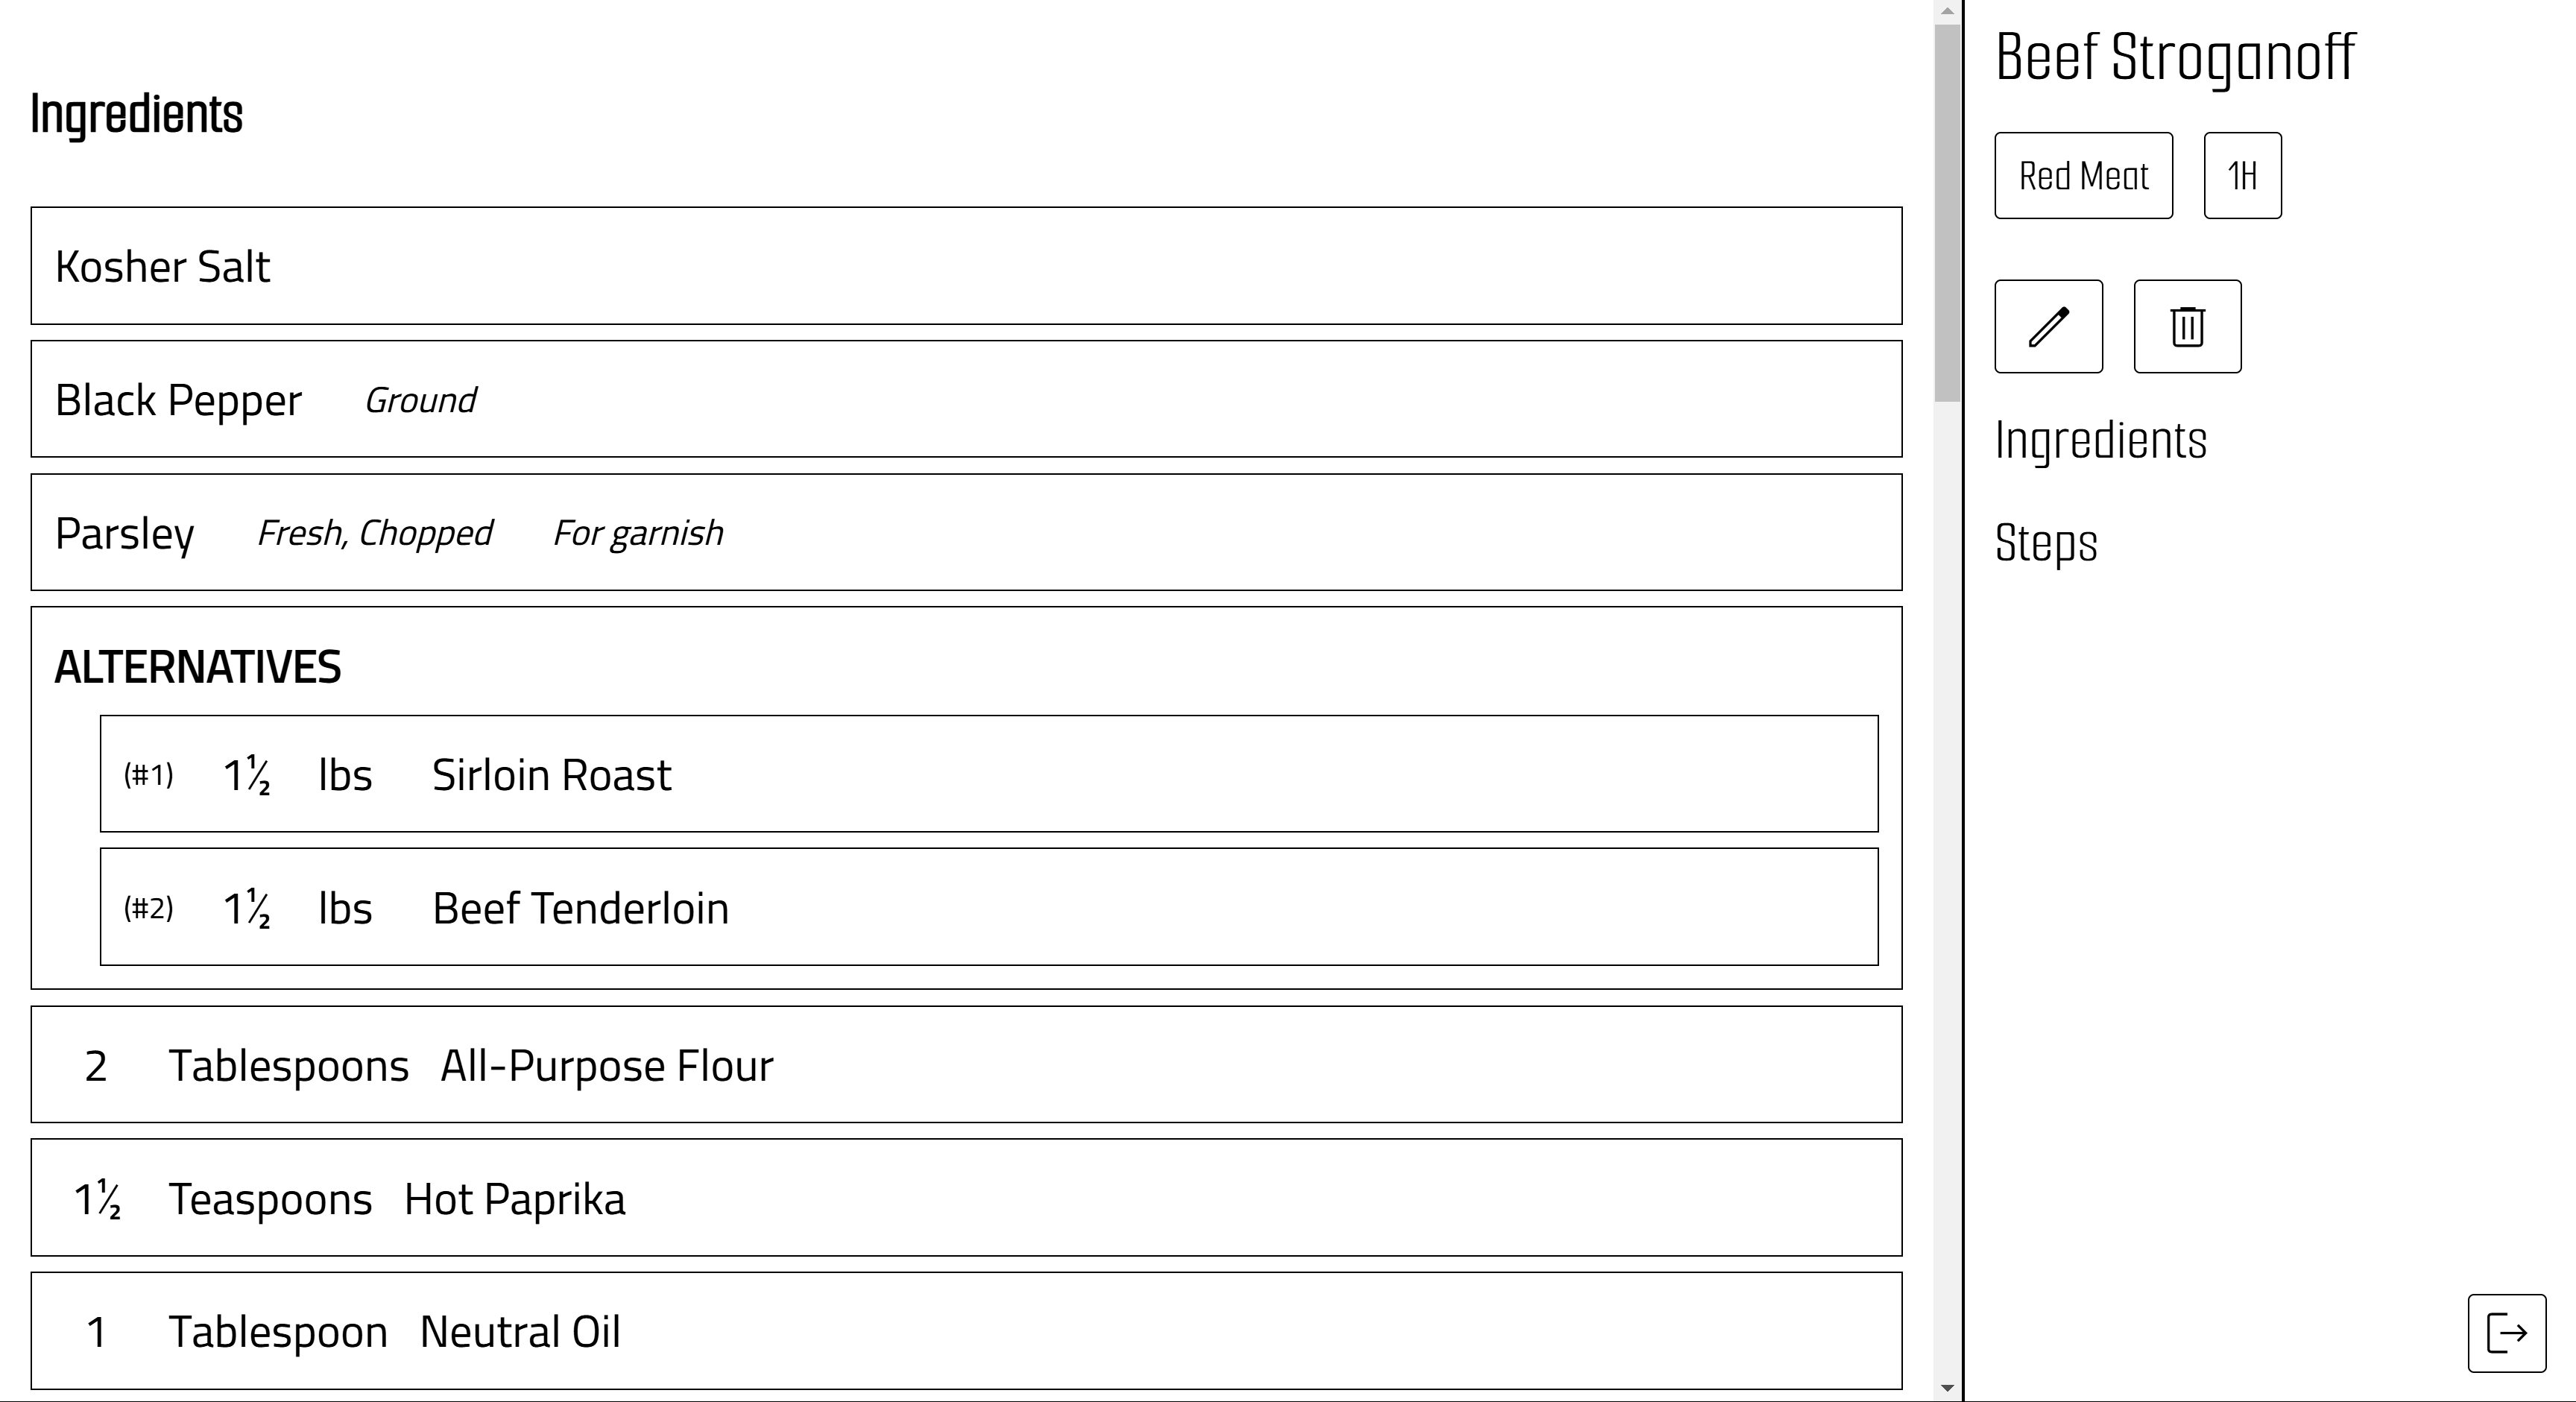 Ingredients
Kosher Salt
Black Pepper Ground
Parsley Fresh, Chopped For garnish
ALTERNATIVES
(#1) 1½ lbs Sirloin Roast
(#2) 1½ lbs Beef Tenderloin
2 Tablespoons All-Purpose Flour
1½ Teaspoons Hot Paprika
1 Tablespoon Neutral Oil
Beef Stroganoff
Red Meat 1H
Ingredients
Steps